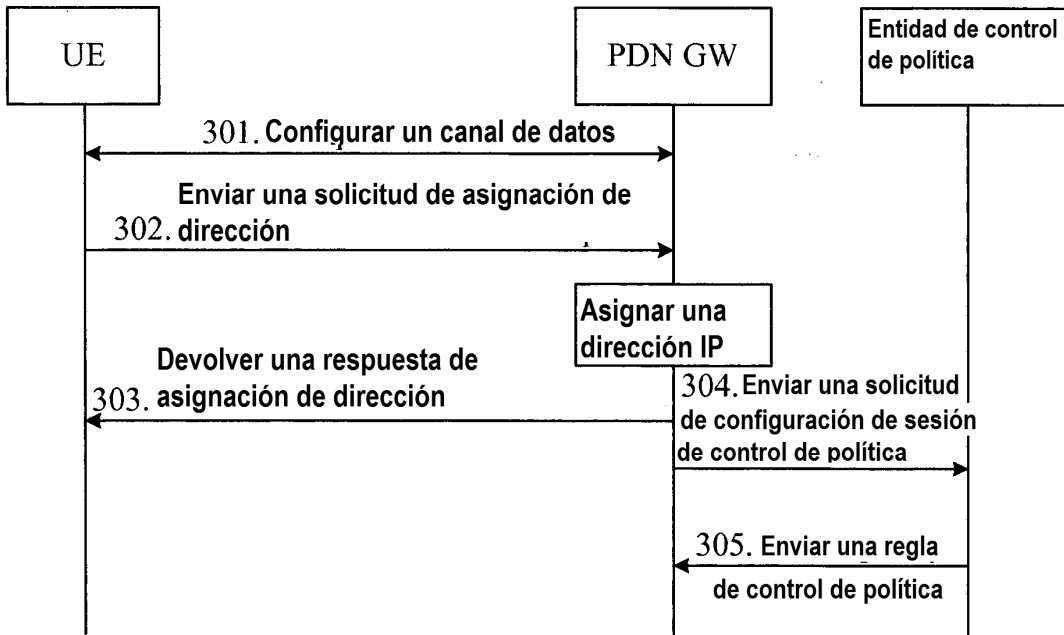 UE
PDN GW
Entidad de control
de política
301. Configurar un canal de datos
Enviar una solicitud de asignación de
302. dirección
Asignar una
dirección IP
Devolver una respuesta de
303. asignación de dirección
304. Enviar una solicitud
de configuración de sesión
de control de política
305. Enviar una regla
de control de política